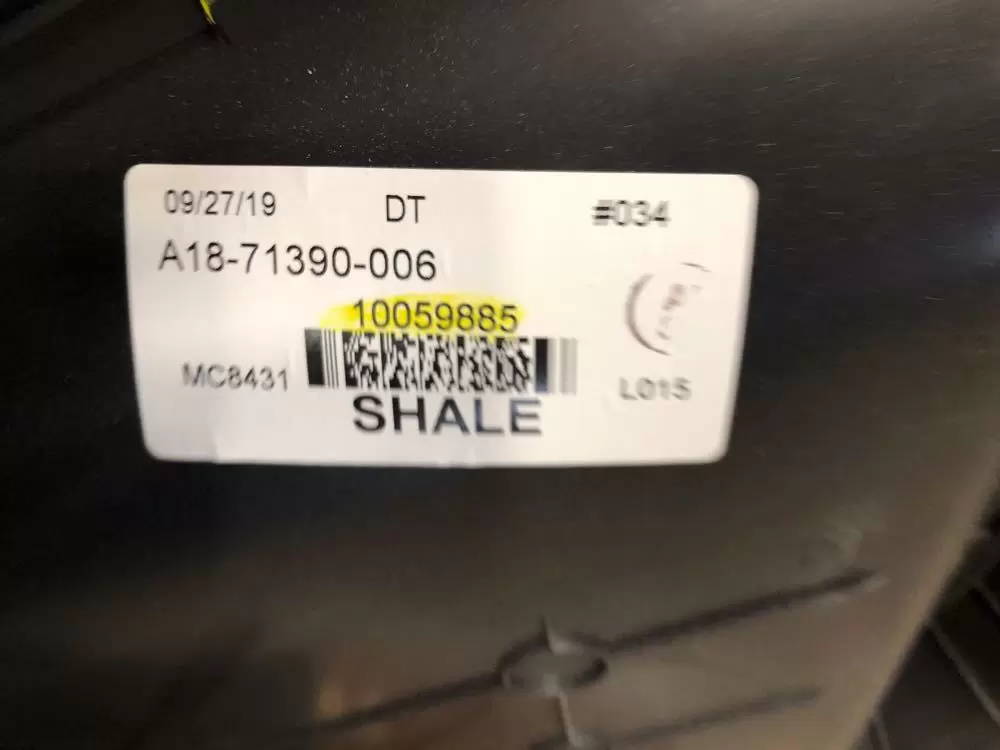 09/27/19 DT #034
A18-71390-006
10059885
MC8431 L015
SHALE